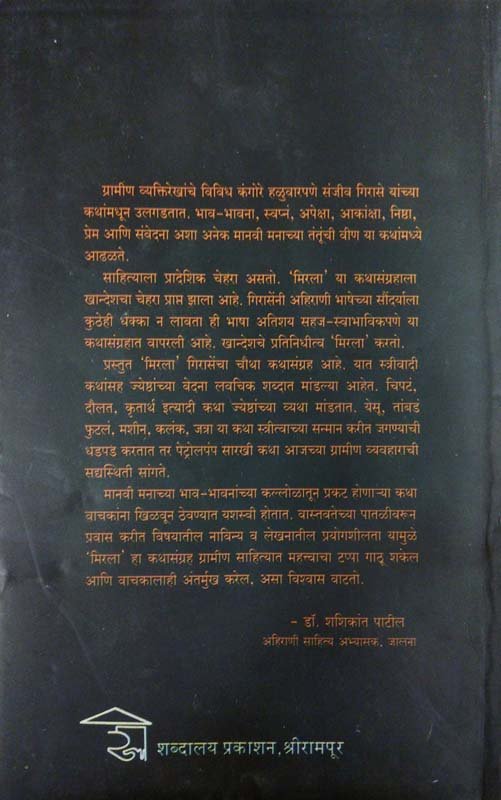 ग्रामीण व्यक्तिरेखांचे विविध कंगोरे हळुवारपणे संजीव गिरासे यांच्या
कथांमधून उलगडतात. भाव-भावना, स्वप्नं, अपेक्षा, आकांक्षा, निष्ठा,
प्रेम आणि संवेदना अशा अनेक मानवी मनाच्या तंतूंची वीण या कथांमध्ये
आढळते.
साहित्याला प्रादेशिक चेहरा असतो. ‘मिरला’ या कथासंग्रहाला
खान्देशचा चेहरा प्राप्त झाला आहे. गिरासेंनी अहिराणी भाषेच्या सौंदर्याला
कुठेही धक्का न लावता ही भाषा अतिशय सहज-स्वाभाविकपणे या
कथासंग्रहात वापरली आहे. खान्देशचे प्रतिनिधीत्व ‘मिरला’ करतो.
प्रस्तुत ‘मिरला’ गिरासेंचा चौथा कथासंग्रह आहे. यात स्त्रीवादी
कथांसह ज्येष्ठांच्या वेदना लवचिक शब्दात मांडल्या आहेत. चिपटं,
दौलत, कृतार्थ इत्यादी कथा ज्येष्ठांच्या व्यथा मांडतात. येसू, तांबडं
फुटलं, मशीन, कलंक, जत्रा या कथा स्त्रीत्वाच्या सन्मान करीत जगण्याची
धडपड करतात तर पेट्रोलपंप सारखी कथा आजच्या ग्रामीण व्यवहाराची
सद्यस्थिती सांगते.
मानवी मनाच्या भाव-भावनांच्या कल्लोळातून प्रकट होणाऱ्या कथा
वाचकांना खिळवून ठेवण्यात यशस्वी होतात. वास्तवतेच्या पातळीवरून
प्रवास करीत विषयातील नाविन्य व लेखनातील प्रयोगशीलता यामुळे
‘मिरला’ हा कथासंग्रह ग्रामीण साहित्यात महत्त्वाचा टप्पा गाठू शकेल
आणि वाचकालाही अंतर्मुख करेल, असा विश्वास वाटतो.
- डॉ. शशिकांत पाटील
अहिराणी साहित्य अभ्यासक, जालना
शब्दालय प्रकाशन, श्रीरामपूर